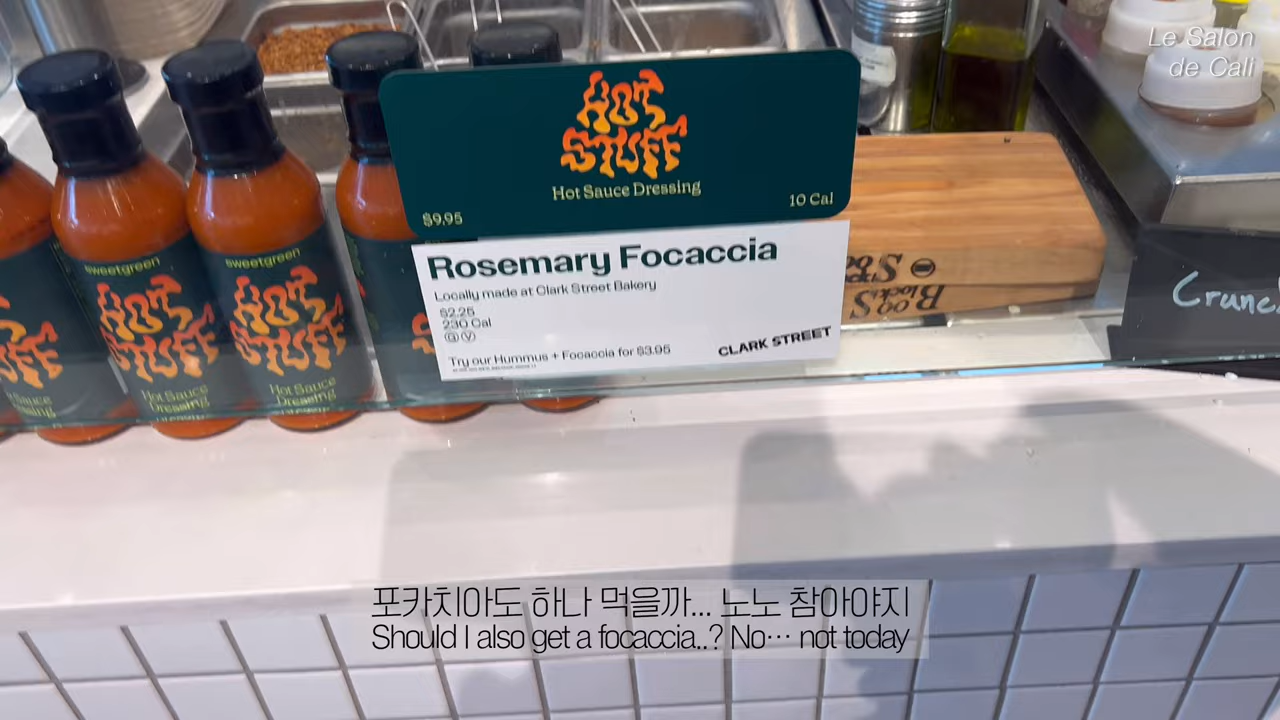 Le Salon
de Cali
HOT
STUFF
Hot Sauce Dressing
$9.95
10 Cal
Rosemary Focaccia
Locally made at Clark Street Bakery
$2.25
230 Cal
Ⓖ Ⓥ
Try our Hummus + Focaccia for $3.95
CLARK STREET
sweetgreen
HOT
STUFF
Hot Sauce
Dressing
sweetgreen
HOT
STUFF
Hot Sauce
Dressing
Boos
Blocks
Crunc
포카치아도 하나 먹을까... 노노 참아야지
Should I also get a focaccia..? No… not today